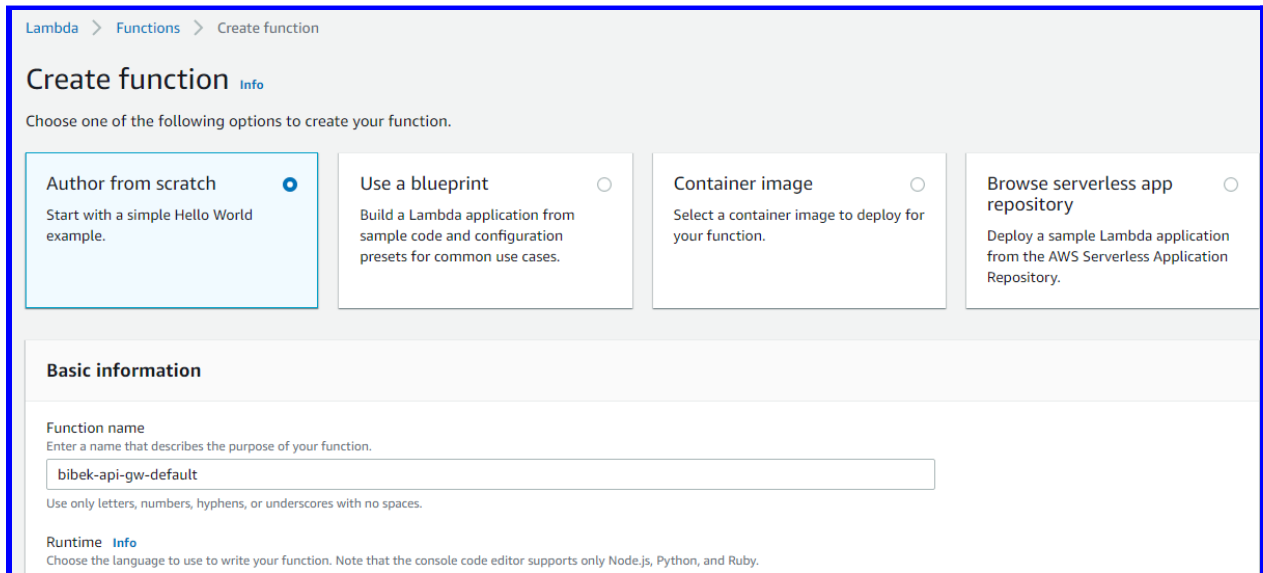 Lambda > Functions > Create function
Create function Info
Choose one of the following options to create your function.
Author from scratch
Start with a simple Hello World
example.
Use a blueprint
Build a Lambda application from
sample code and configuration
presets for common use cases.
Container image
Select a container image to deploy for
your function.
Browse serverless app
repository
Deploy a sample Lambda application
from the AWS Serverless Application
Repository.
Basic information
Function name
Enter a name that describes the purpose of your function.
bibek-api-gw-default
Use only letters, numbers, hyphens, or underscores with no spaces.
Runtime Info
Choose the language to use to write your function. Note that the console code editor supports only Node.js, Python, and Ruby.